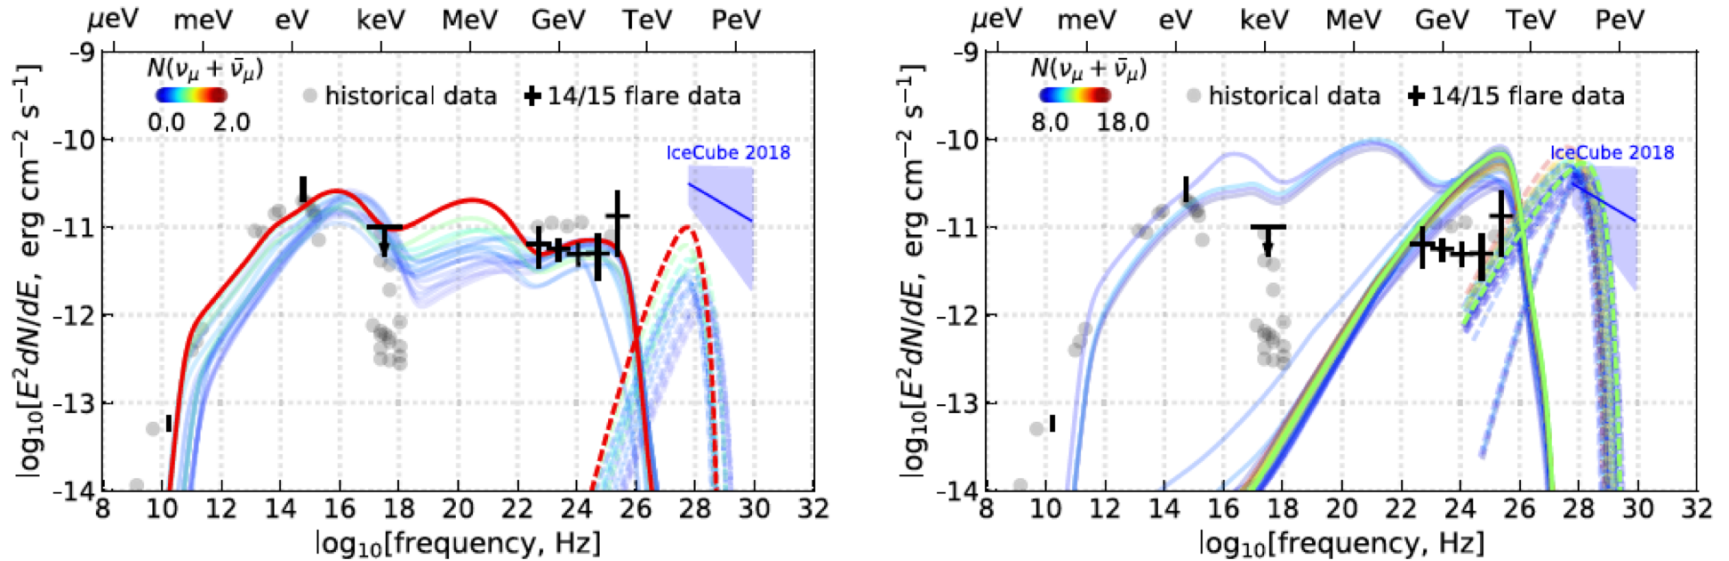 μeV meV eV keV MeV GeV TeV PeV
N(νμ + ν̄μ)
historical data
14/15 flare data
0.0 2.0
IceCube 2018
−9
−10
−11
−12
−13
−14
log10[E²dN/dE, erg cm−2 s−1]
8 10 12 14 16 18 20 22 24 26 28 30 32
log10[frequency, Hz]
μeV meV eV keV MeV GeV TeV PeV
N(νμ + ν̄μ)
historical data
14/15 flare data
8.0 18.0
IceCube 2018
−9
−10
−11
−12
−13
−14
log10[E²dN/dE, erg cm−2 s−1]
8 10 12 14 16 18 20 22 24 26 28 30 32
log10[frequency, Hz]